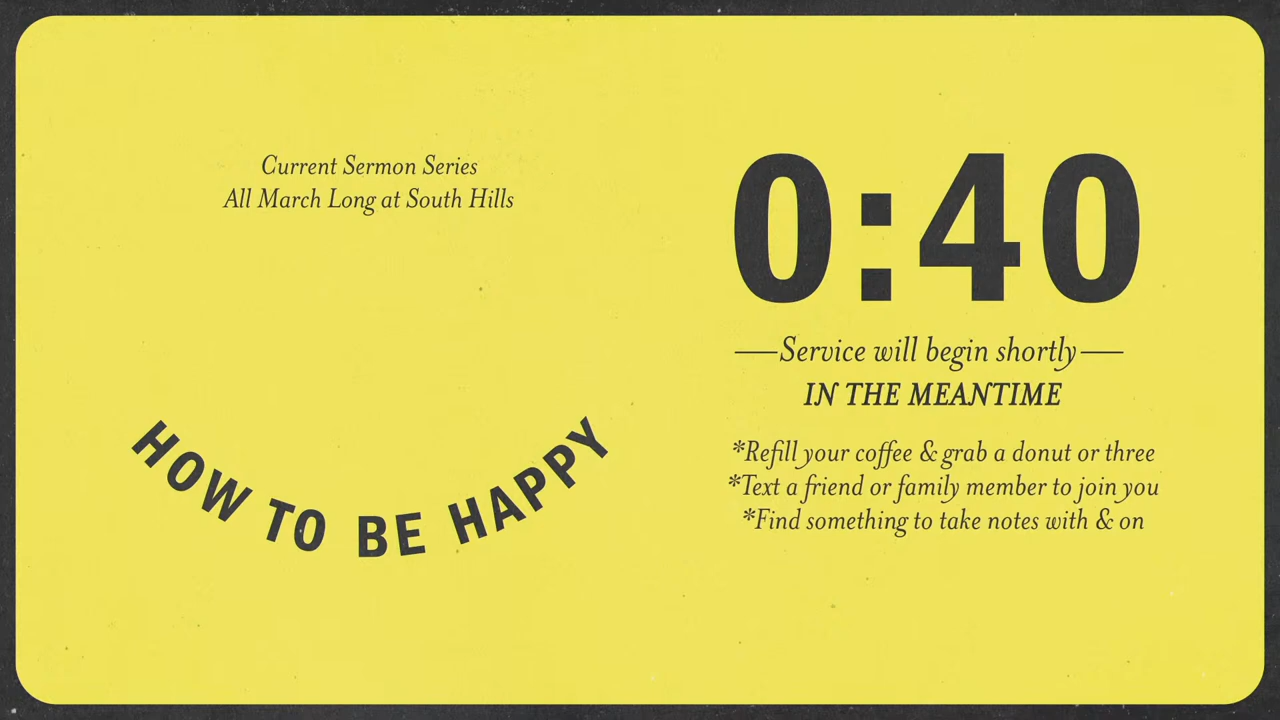 Current Sermon Series
All March Long at South Hills
HOW TO BE HAPPY
0:40
—Service will begin shortly—
IN THE MEANTIME
*Refill your coffee & grab a donut or three
*Text a friend or family member to join you
*Find something to take notes with & on